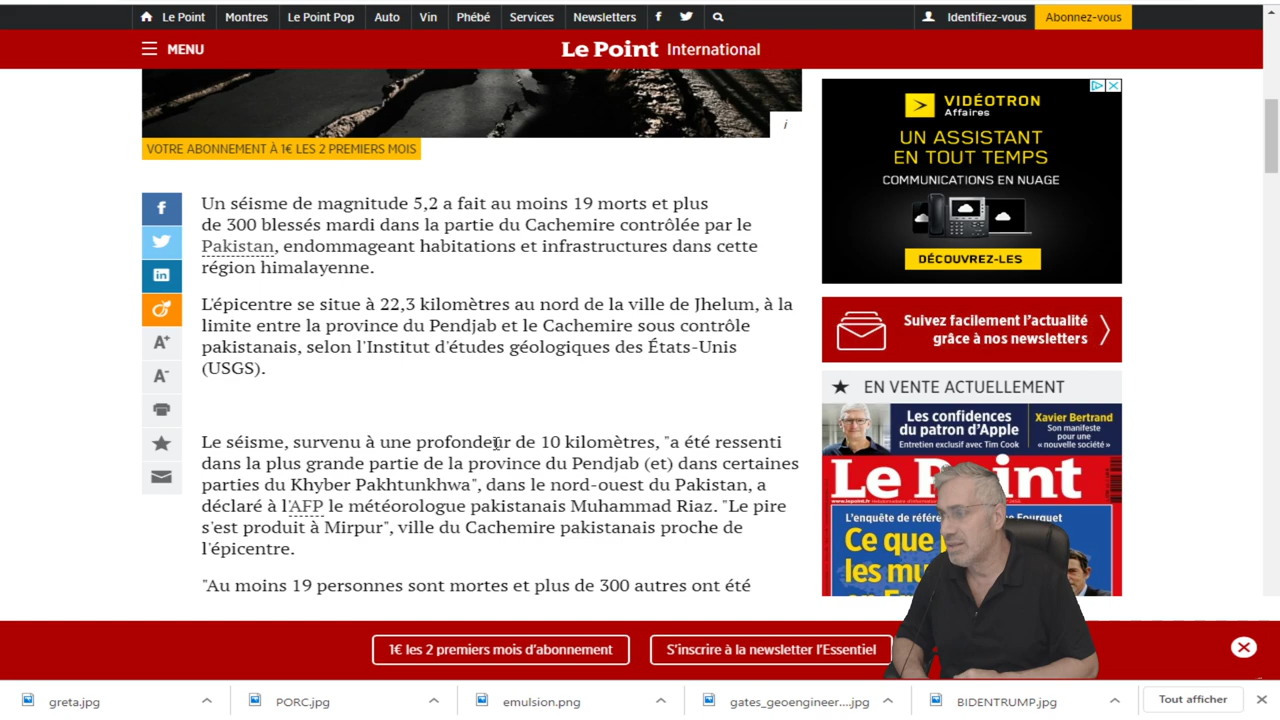 Le Point Montres Le Point Pop Auto Vin Phébé Services Newsletters f Identifiez-vous Abonnez-vous
MENU Le Point International
i
VOTRE ABONNEMENT À 1€ LES 2 PREMIERS MOIS
Un séisme de magnitude 5,2 a fait au moins 19 morts et plus
de 300 blessés mardi dans la partie du Cachemire contrôlée par le
Pakistan, endommageant habitations et infrastructures dans cette
région himalayenne.
L'épicentre se situe à 22,3 kilomètres au nord de la ville de Jhelum, à la
limite entre la province du Pendjab et le Cachemire sous contrôle
pakistanais, selon l'Institut d'études géologiques des États-Unis
(USGS).
Le séisme, survenu à une profondeur de 10 kilomètres, "a été ressenti
dans la plus grande partie de la province du Pendjab (et) dans certaines
parties du Khyber Pakhtunkhwa", dans le nord-ouest du Pakistan, a
déclaré à l'AFP le météorologue pakistanais Muhammad Riaz. "Le pire
s'est produit à Mirpur", ville du Cachemire pakistanais proche de
l'épicentre.
"Au moins 19 personnes sont mortes et plus de 300 autres ont été
f
in
A+
A-
VIDÉOTRON
Affaires
UN ASSISTANT
EN TOUT TEMPS
COMMUNICATIONS EN NUAGE
DÉCOUVREZ-LES
Suivez facilement l'actualité
grâce à nos newsletters
EN VENTE ACTUELLEMENT
Les confidences
du patron d'Apple
Entretien exclusif avec Tim Cook
Xavier Bertrand
Son manifeste
pour une
« nouvelle société »
Le Point
L'enquête de Fourquet
Ce que
les
1€ les 2 premiers mois d'abonnement S'inscrire à la newsletter l'Essentiel
greta.jpg PORC.jpg emulsion.png gates_geoengineer....jpg BIDENTRUMP.jpg Tout afficher